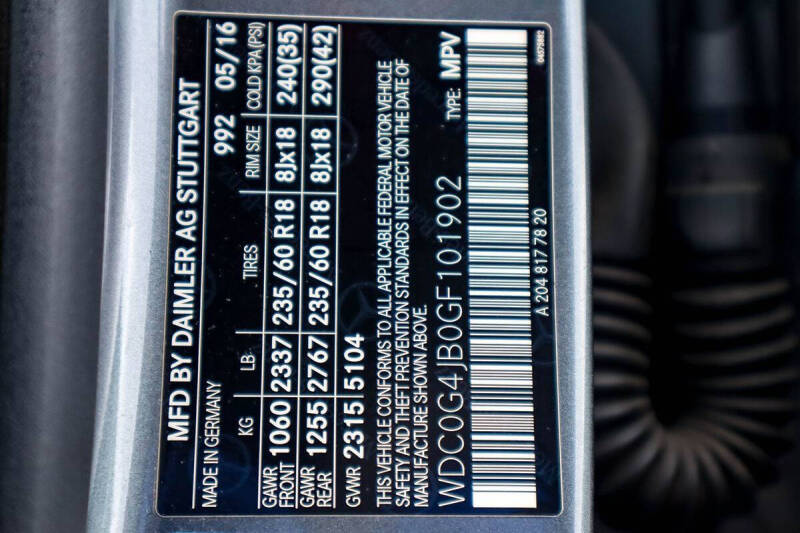 MFD BY DAIMLER AG STUTTGART
MADE IN GERMANY 992 05/16
KG LB TIRES RIM SIZE COLD KPA (PSI)
GAWR FRONT 1060 2337 235/60 R18 8Jx18 240(35)
GAWR REAR 1255 2767 235/60 R18 8Jx18 290(42)
GVWR 2315 5104
THIS VEHICLE CONFORMS TO ALL APPLICABLE FEDERAL MOTOR VEHICLE
SAFETY AND THEFT PREVENTION STANDARDS IN EFFECT ON THE DATE OF
MANUFACTURE SHOWN ABOVE.
WDC0G4JB0GF101902 TYPE: MPV
A 204 817 78 20